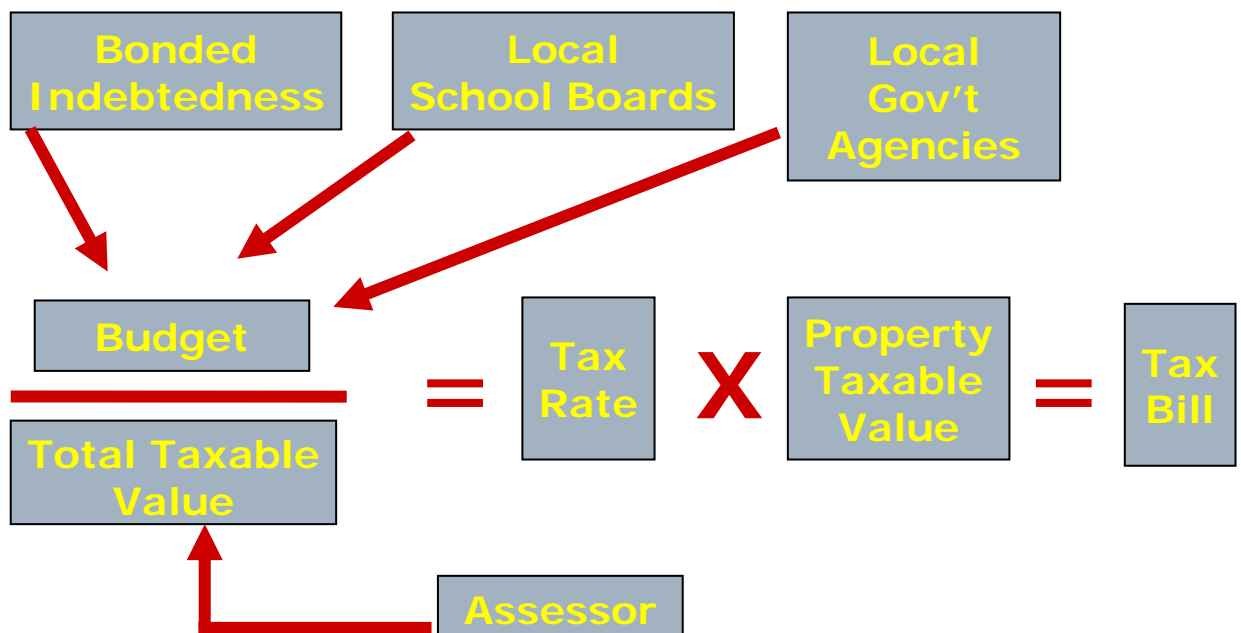 Bonded
Indebtedness
Local
School Boards
Local
Gov't
Agencies
Budget
Total Taxable
Value
=
Tax
Rate
X
Property
Taxable
Value
=
Tax
Bill
Assessor